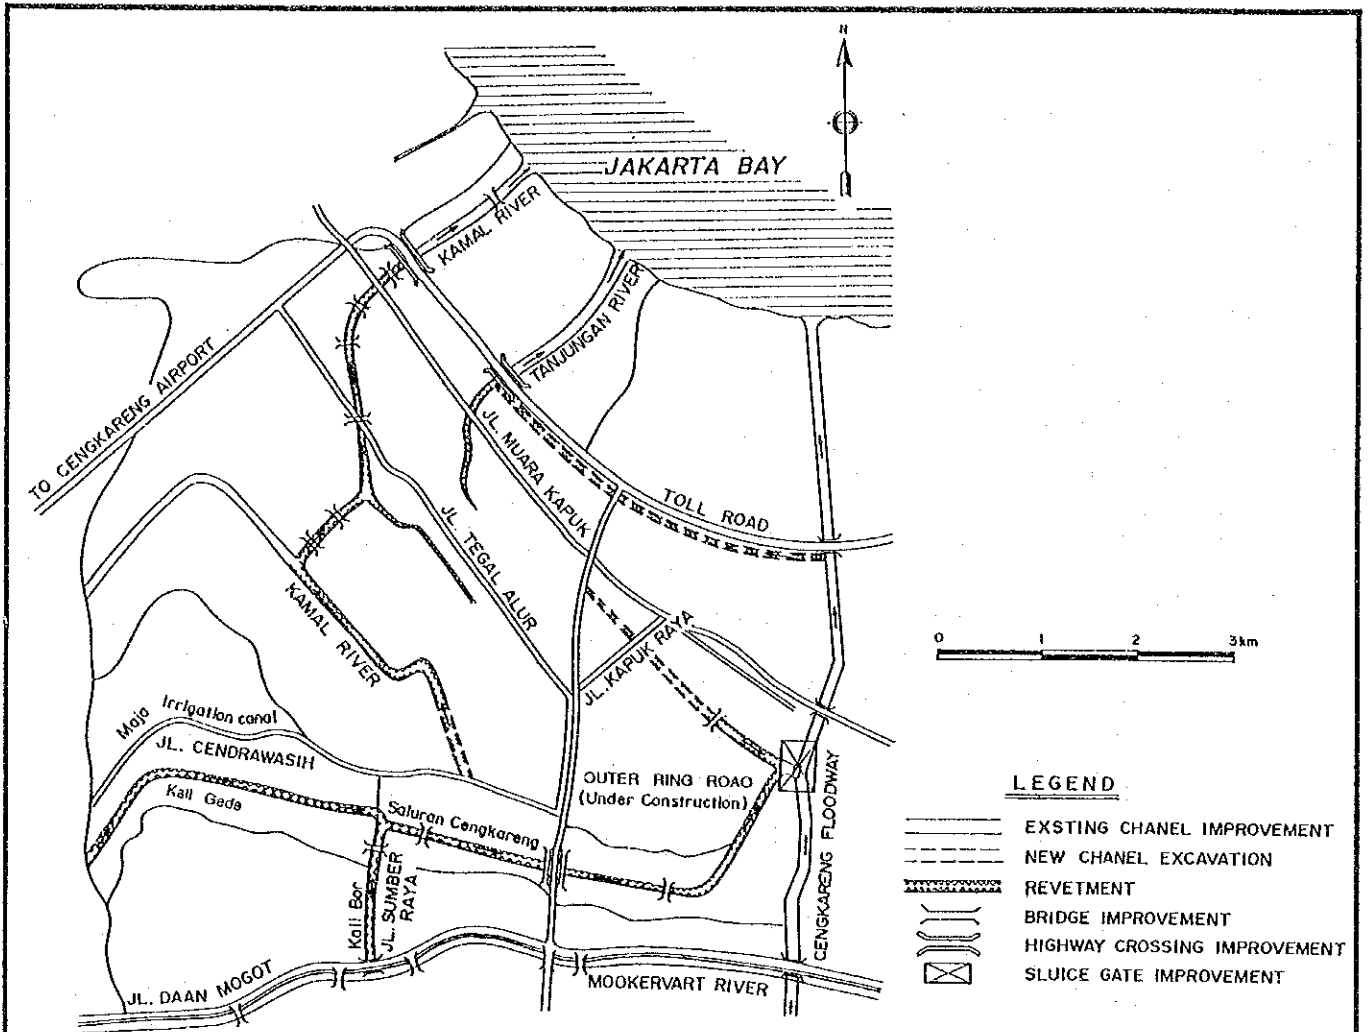 N
JAKARTA BAY
KAMAL RIVER
TANJUNGAN RIVER
TO CENGKARENG AIRPORT
JL. MUARA KAPUK
TOLL ROAD
JL. TEGAL ALUR
KAMAL RIVER
JL. KAPUK RAYA
0 1 2 3 km
Maja Irrigation canal
JL. CENDRAWASIH
Kali Gede
Saluran Cengkareng
OUTER RING ROAD
(Under Construction)
CENGKARENG FLOODWAY
Kali Bor
JL. SUMBER
RAYA
JL. DAAN MOGOT
MOOKERVART RIVER
LEGEND
EXSTING CHANEL IMPROVEMENT
NEW CHANEL EXCAVATION
REVETMENT
BRIDGE IMPROVEMENT
HIGHWAY CROSSING IMPROVEMENT
SLUICE GATE IMPROVEMENT